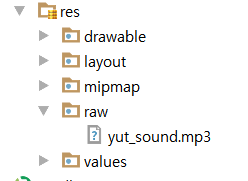 res
drawable
layout
mipmap
raw
yut_sound.mp3
values